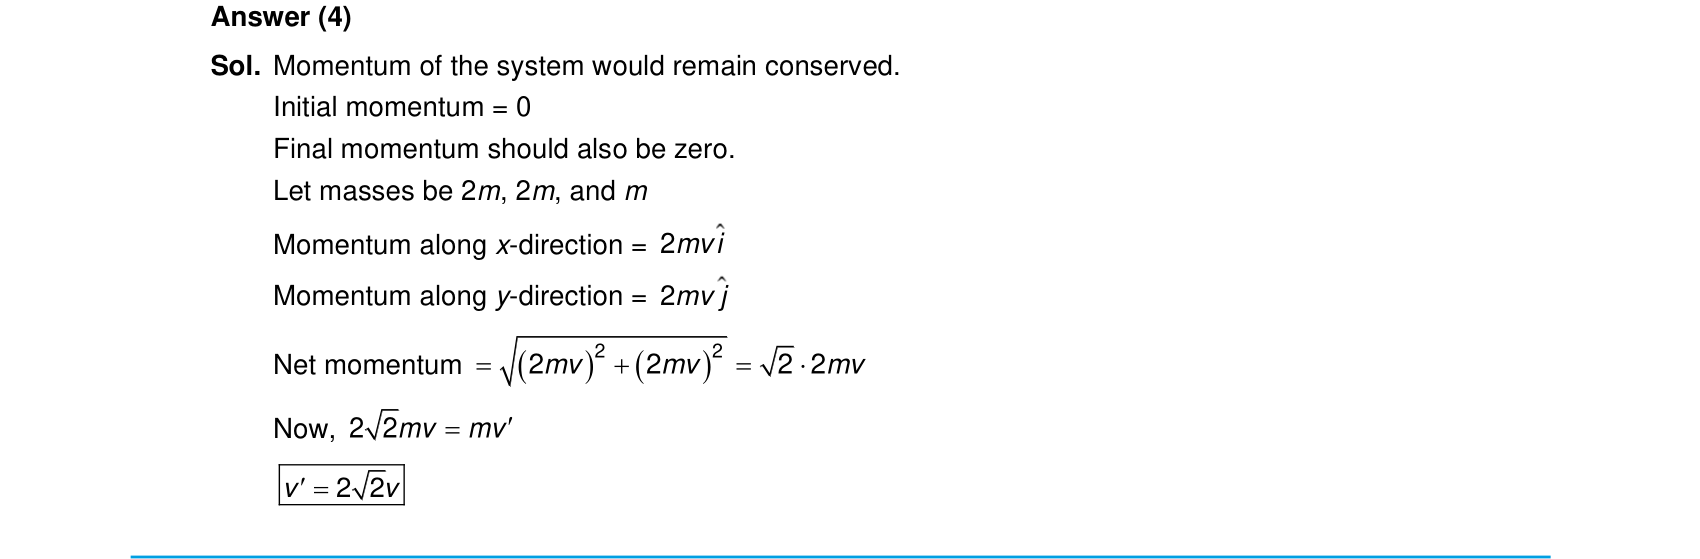 Answer (4)
Sol. Momentum of the system would remain conserved.
Initial momentum = 0
Final momentum should also be zero.
Let masses be 2m, 2m, and m
Momentum along x-direction = 2mvî
Momentum along y-direction = 2mvĵ
Net momentum = √((2mv)² + (2mv)²) = √2 · 2mv
Now, 2√2mv = mv′
v′ = 2√2v